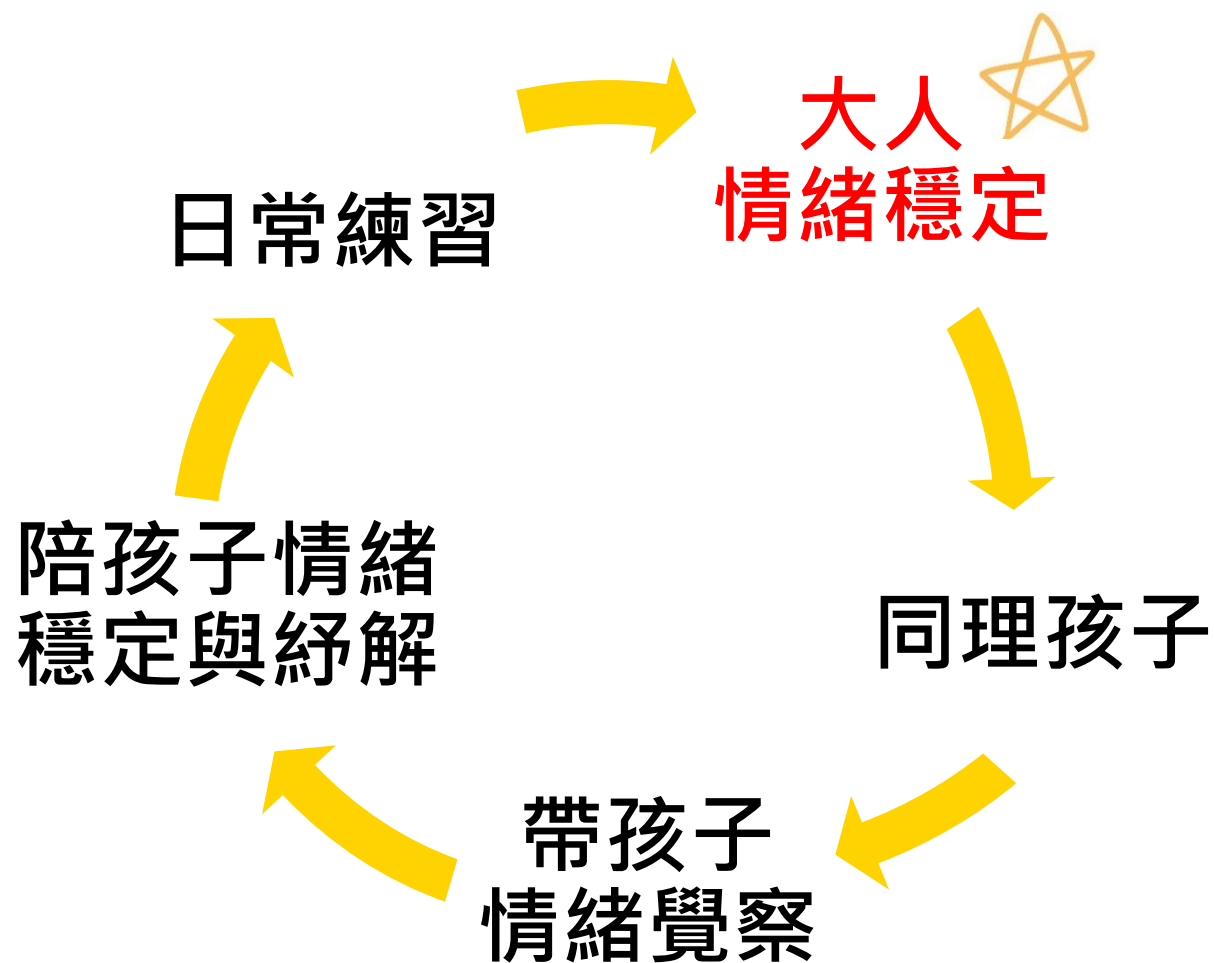 大人
情緒穩定
同理孩子
帶孩子
情緒覺察
陪孩子情緒
穩定與紓解
日常練習